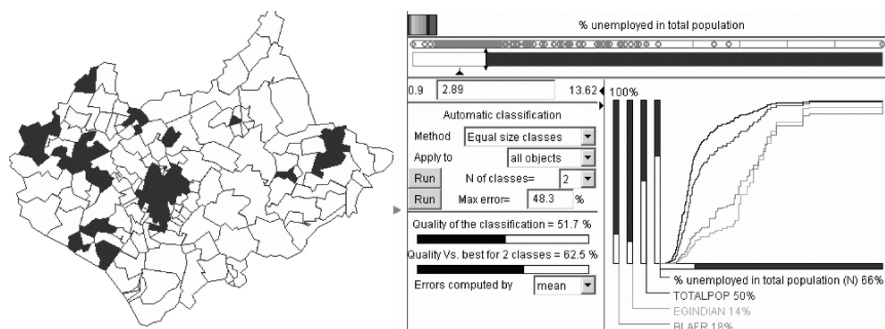 % unemployed in total population
0.9 2.89 13.62
100%
Automatic classification
Method Equal size classes
Apply to all objects
Run N of classes= 2
Run Max error= 48.3 %
Quality of the classification = 51.7 %
Quality Vs. best for 2 classes = 62.5 %
Errors computed by mean
% unemployed in total population (N) 66%
TOTALPOP 50%
EGINDIAN 14%
BLAFR 18%